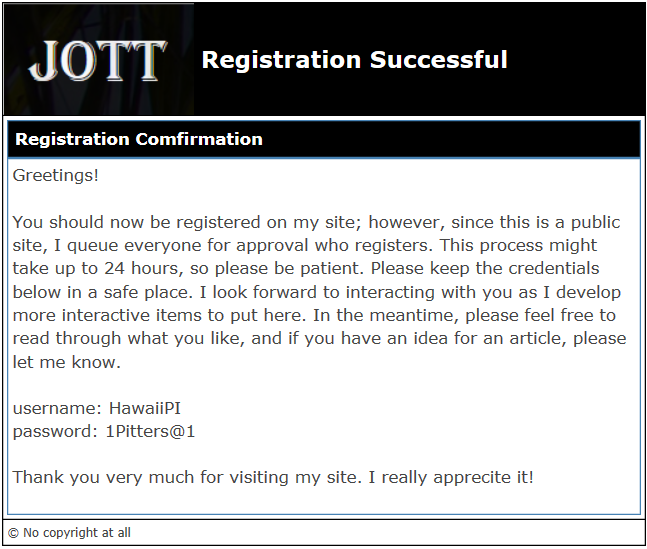 JOTT
Registration Successful
Registration Comfirmation
Greetings!
You should now be registered on my site; however, since this is a public
site, I queue everyone for approval who registers. This process might
take up to 24 hours, so please be patient. Please keep the credentials
below in a safe place. I look forward to interacting with you as I develop
more interactive items to put here. In the meantime, please feel free to
read through what you like, and if you have an idea for an article, please
let me know.
username: HawaiiPI
password: 1Pitters@1
Thank you very much for visiting my site. I really apprecite it!
© No copyright at all